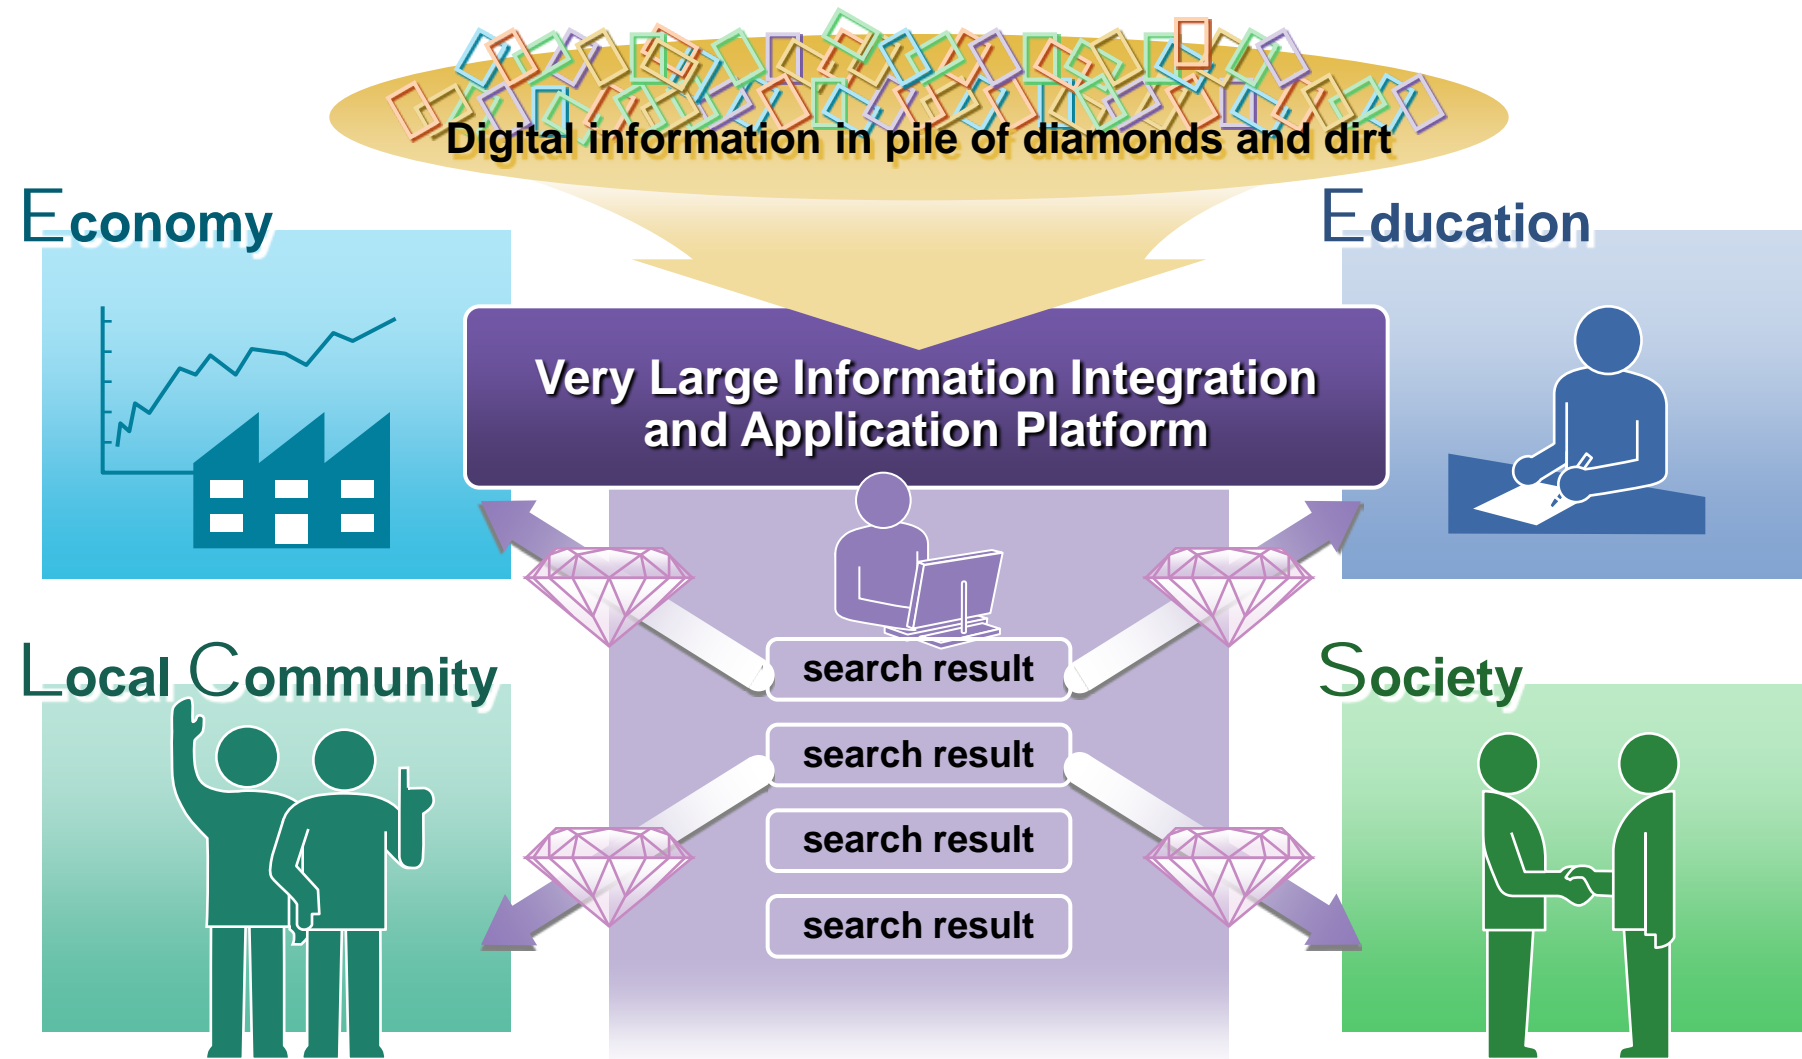 Digital information in pile of diamonds and dirt
Economy
Education
Very Large Information Integration
and Application Platform
Local Community
Society
search result
search result
search result
search result